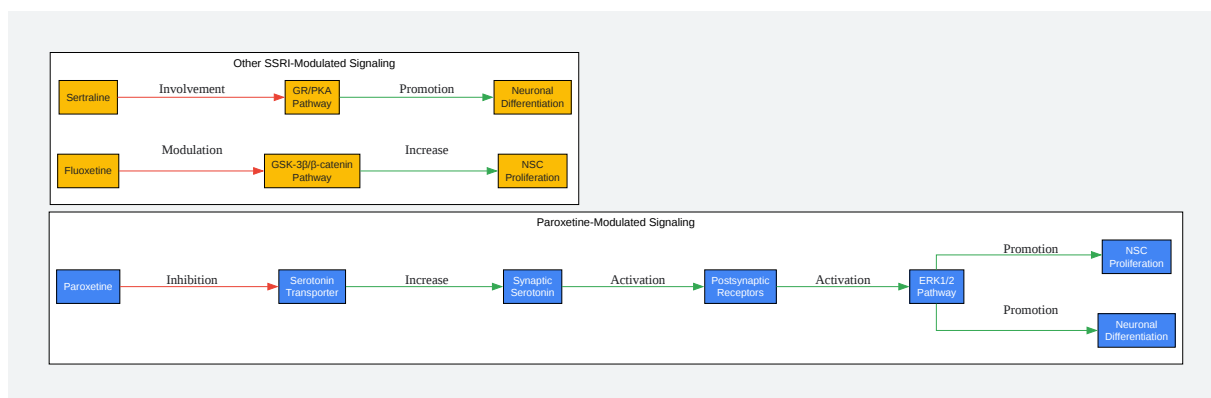 Other SSRI-Modulated Signaling
Sertraline
Involvement
GR/PKA
Pathway
Promotion
Neuronal
Differentiation
Fluoxetine
Modulation
GSK-3β/β-catenin
Pathway
Increase
NSC
Proliferation
Paroxetine-Modulated Signaling
Paroxetine
Inhibition
Serotonin
Transporter
Increase
Synaptic
Serotonin
Activation
Postsynaptic
Receptors
Activation
ERK1/2
Pathway
Promotion
NSC
Proliferation
Promotion
Neuronal
Differentiation